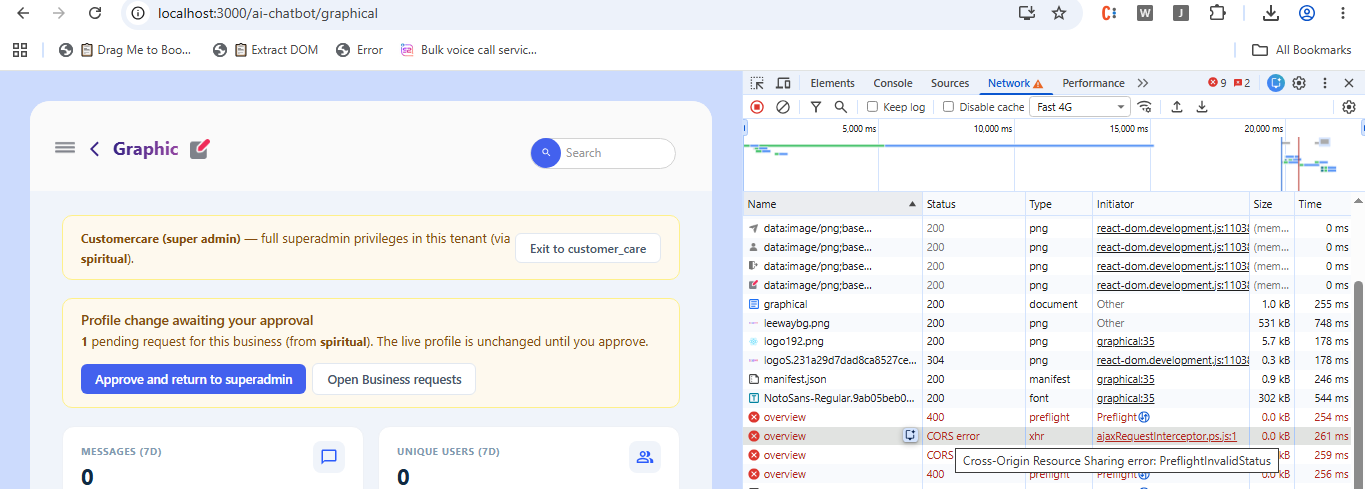 localhost:3000/ai-chatbot/graphical
Drag Me to Boo...
Extract DOM
Error
Bulk voice call servic...
All Bookmarks
Graphic
Search
Customercare (super admin) — full superadmin privileges in this tenant (via
spiritual).
Exit to customer_care
Profile change awaiting your approval
1 pending request for this business (from spiritual). The live profile is unchanged until you approve.
Approve and return to superadmin
Open Business requests
MESSAGES (7D)
0
UNIQUE USERS (7D)
0
Elements Console Sources Network Performance 9 2
Keep log Disable cache Fast 4G
5,000 ms 10,000 ms 15,000 ms 20,000 ms
Name Status Type Initiator Size Time
data:image/png;base... 200 png react-dom.development.js:11038 (mem... 0 ms
data:image/png;base... 200 png react-dom.development.js:11038 (mem... 0 ms
data:image/png;base... 200 png react-dom.development.js:11038 (mem... 0 ms
data:image/png;base... 200 png react-dom.development.js:11038 (mem... 0 ms
graphical 200 document Other 1.0 kB 255 ms
leewaybg.png 200 png Other 531 kB 748 ms
logo192.png 200 png graphical:35 5.7 kB 178 ms
logoS.231a29d7dad8ca8527ce... 304 png react-dom.development.js:11038 0.3 kB 178 ms
manifest.json 200 manifest graphical:35 0.9 kB 246 ms
NotoSans-Regular.9ab05beb0... 200 font graphical:35 302 kB 544 ms
overview 400 preflight Preflight 0.0 kB 254 ms
overview CORS error xhr ajaxRequestInterceptor.ps.js:1 0.0 kB 261 ms
overview CORS 259 ms
Cross-Origin Resource Sharing error: PreflightInvalidStatus
overview 400 preflight Preflight 0.0 kB 256 ms